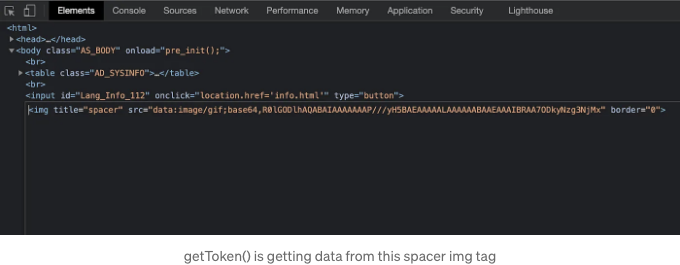 Elements Console Sources Network Performance Memory Application Security Lighthouse
<html>
▶<head>…</head>
▼<body class="AS_BODY" onload="pre_init();">
<br>
▶<table class="AD_SYSINFO">…</table>
<br>
<input id="Lang_Info_112" onclick="location.href='info.html'" type="button">
<img title="spacer" src="data:image/gif;base64,R0lGODlhAQABAIAAAAAAAP///yH5BAEAAAAALAAAAAABAAEAAAIBRAA7ODkyNzg3NjMx" border="0">
getToken() is getting data from this spacer img tag